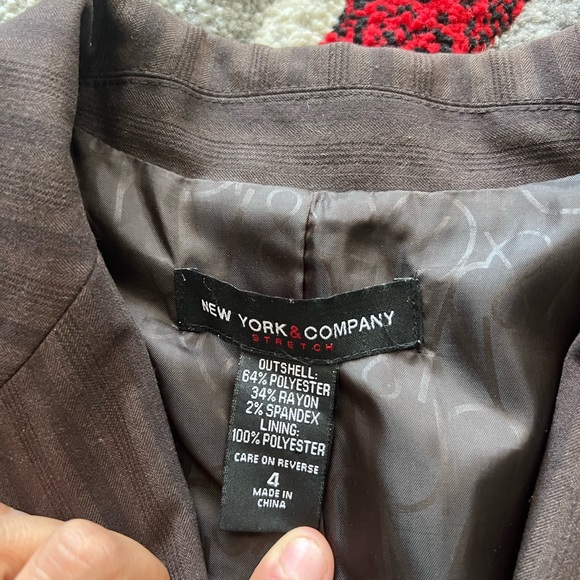 NEW YORK&COMPANY
STRETCH
OUTSHELL:
64% POLYESTER
34% RAYON
2% SPANDEX
LINING:
100% POLYESTER
CARE ON REVERSE
4
MADE IN
CHINA